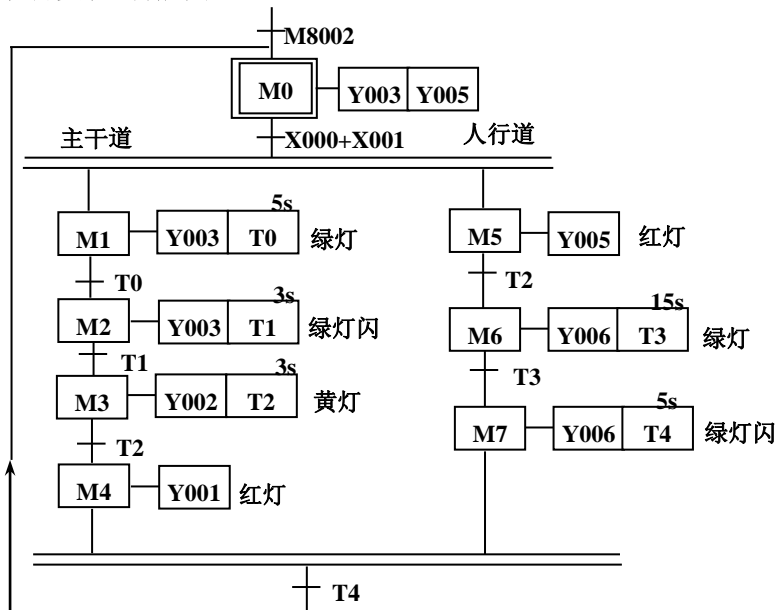 M8002
M0 Y003 Y005
主干道 X000+X001 人行道
5s
M1 Y003 T0 绿灯 M5 Y005 红灯
T0 T2
3s 15s
M2 Y003 T1 绿灯闪 M6 Y006 T3 绿灯
T1 T3
3s 5s
M3 Y002 T2 黄灯 M7 Y006 T4 绿灯闪
T2
M4 Y001 红灯
T4